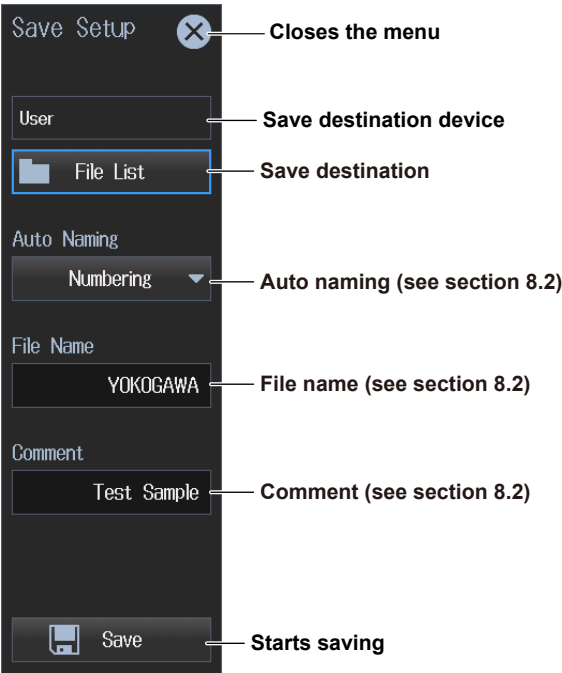 Save Setup
Closes the menu
User
Save destination device
File List
Save destination
Auto Naming
Numbering
Auto naming (see section 8.2)
File Name
YOKOGAWA
File name (see section 8.2)
Comment
Test Sample
Comment (see section 8.2)
Save
Starts saving